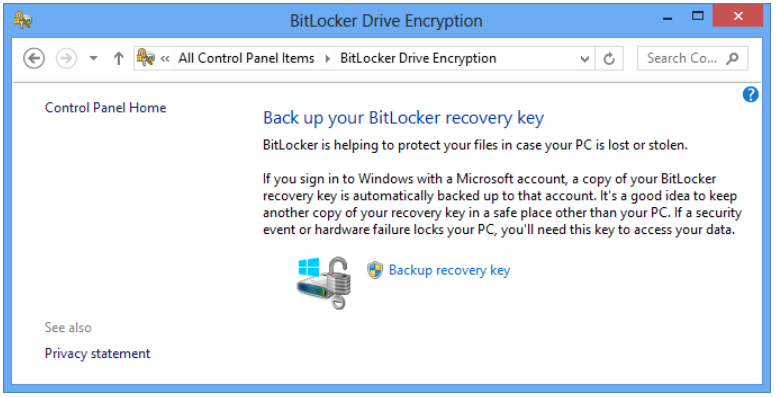 BitLocker Drive Encryption
« All Control Panel Items BitLocker Drive Encryption
Search Co...
Control Panel Home
Back up your BitLocker recovery key
BitLocker is helping to protect your files in case your PC is lost or stolen.
If you sign in to Windows with a Microsoft account, a copy of your BitLocker
recovery key is automatically backed up to that account. It's a good idea to keep
another copy of your recovery key in a safe place other than your PC. If a security
event or hardware failure locks your PC, you'll need this key to access your data.
Backup recovery key
See also
Privacy statement